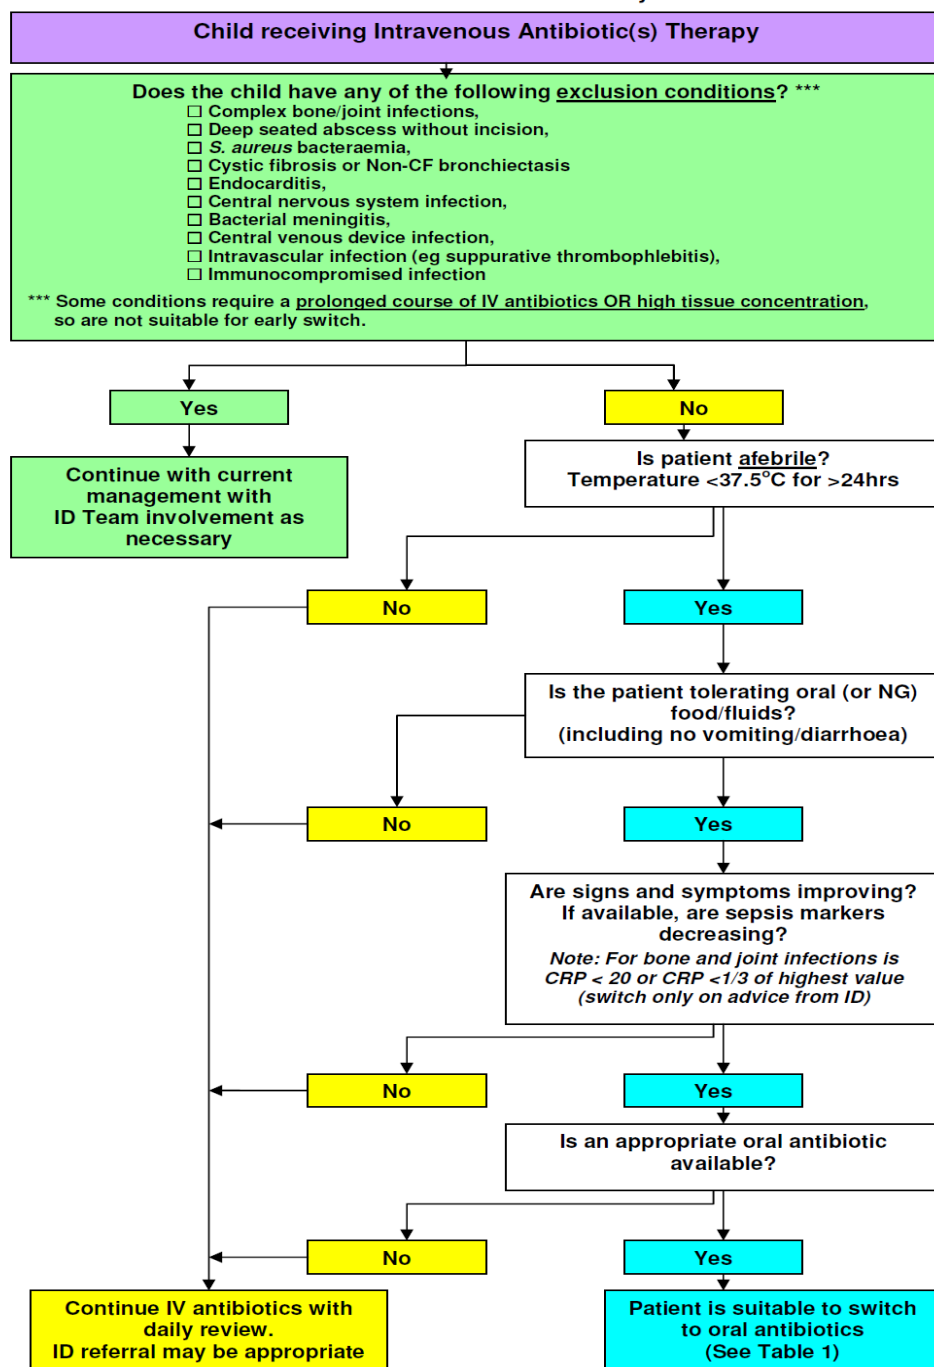 Child receiving Intravenous Antibiotic(s) Therapy
Does the child have any of the following exclusion conditions? ***
☐ Complex bone/joint infections,
☐ Deep seated abscess without incision,
☐ S. aureus bacteraemia,
☐ Cystic fibrosis or Non-CF bronchiectasis
☐ Endocarditis,
☐ Central nervous system infection,
☐ Bacterial meningitis,
☐ Central venous device infection,
☐ Intravascular infection (eg suppurative thrombophlebitis),
☐ Immunocompromised infection
*** Some conditions require a prolonged course of IV antibiotics OR high tissue concentration,
so are not suitable for early switch.
Yes
No
Continue with current
management with
ID Team involvement as
necessary
Is patient afebrile?
Temperature <37.5°C for >24hrs
No
Yes
Is the patient tolerating oral (or NG)
food/fluids?
(including no vomiting/diarrhoea)
No
Yes
Are signs and symptoms improving?
If available, are sepsis markers
decreasing?
Note: For bone and joint infections is
CRP < 20 or CRP <1/3 of highest value
(switch only on advice from ID)
No
Yes
Is an appropriate oral antibiotic
available?
No
Yes
Continue IV antibiotics with
daily review.
ID referral may be appropriate
Patient is suitable to switch
to oral antibiotics
(See Table 1)